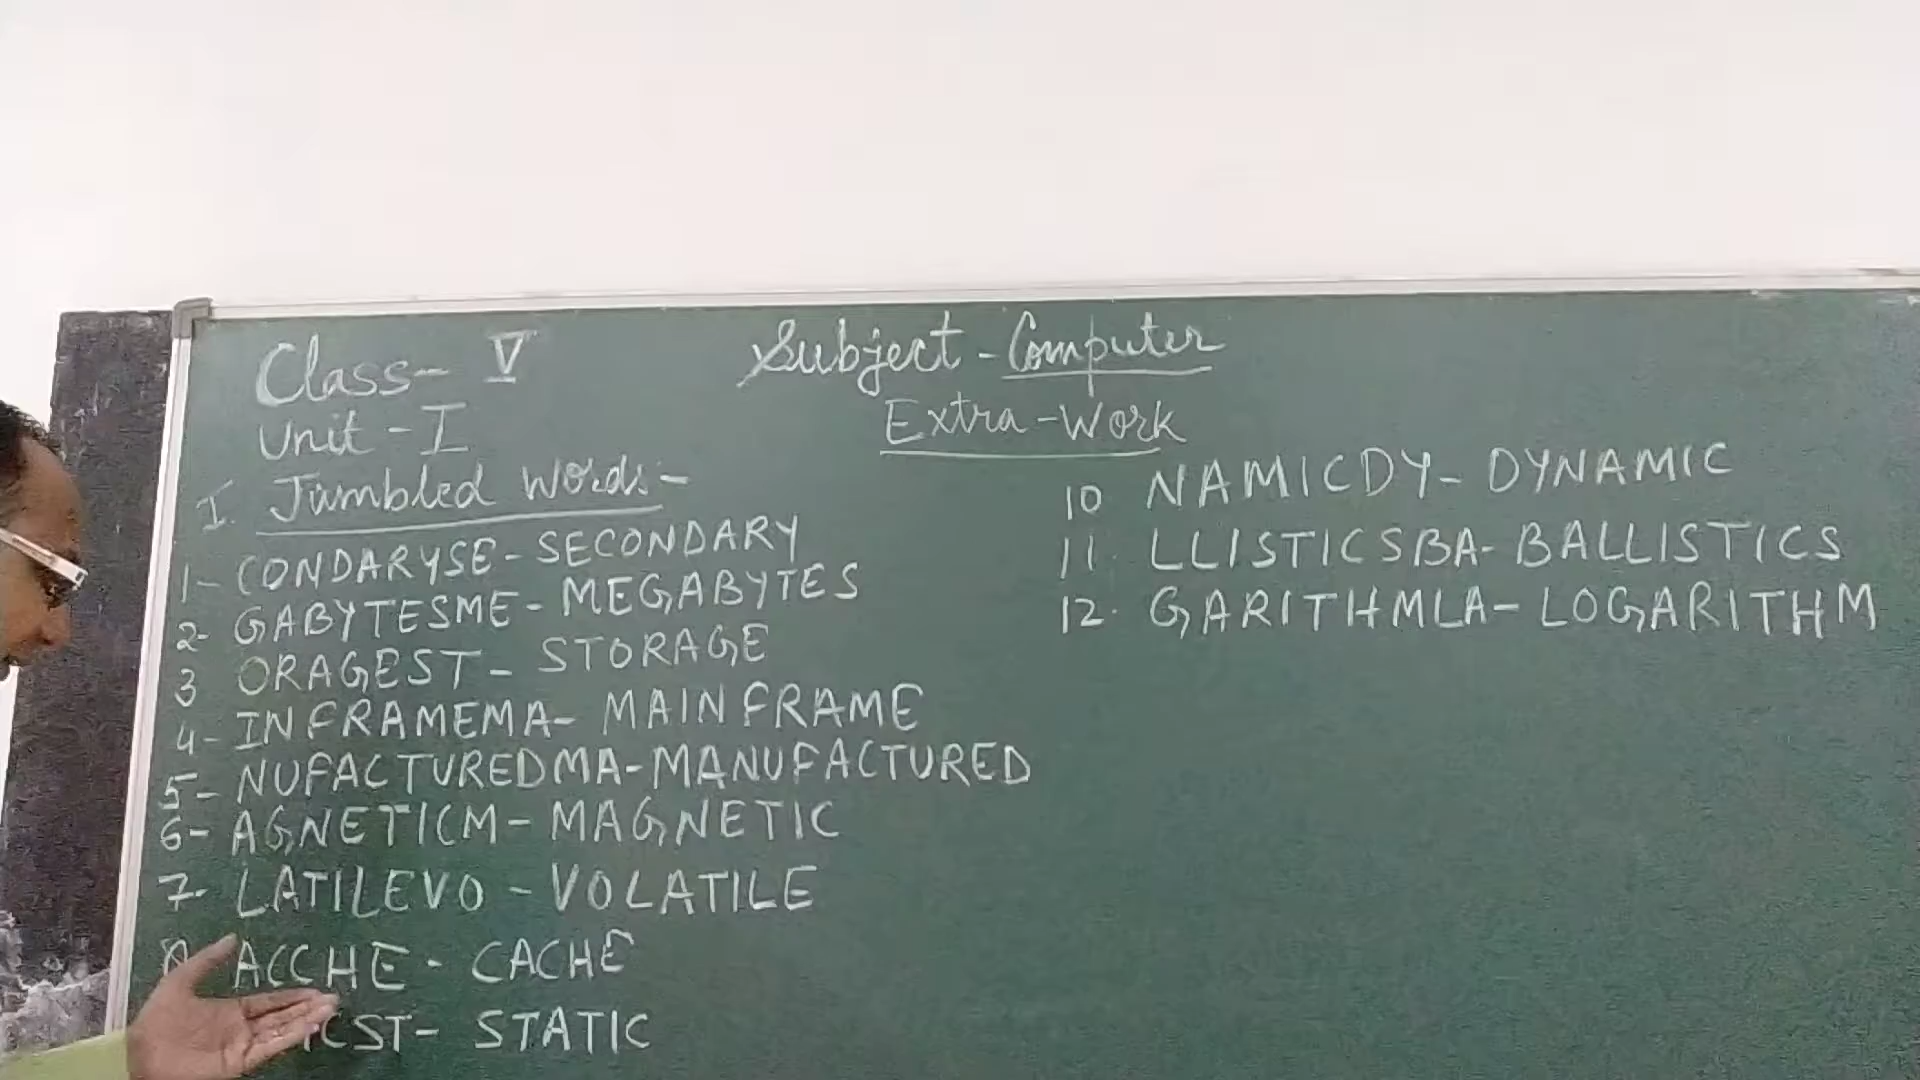 Class- V
Subject - Computer
Unit - I
Extra - Work
I. Jumbled Words:-
1- CONDARYSE - SECONDARY
2- GABYTESME - MEGABYTES
3 ORAGEST - STORAGE
4- INFRAMEMA - MAINFRAME
5- NUFACTUREDMA - MANUFACTURED
6- AGNETICM - MAGNETIC
7- LATILEVO - VOLATILE
ACCHE - CACHE
ICST - STATIC
10 NAMICDY - DYNAMIC
11. LLISTICSBA - BALLISTICS
12. GARITHMLA - LOGARITHM